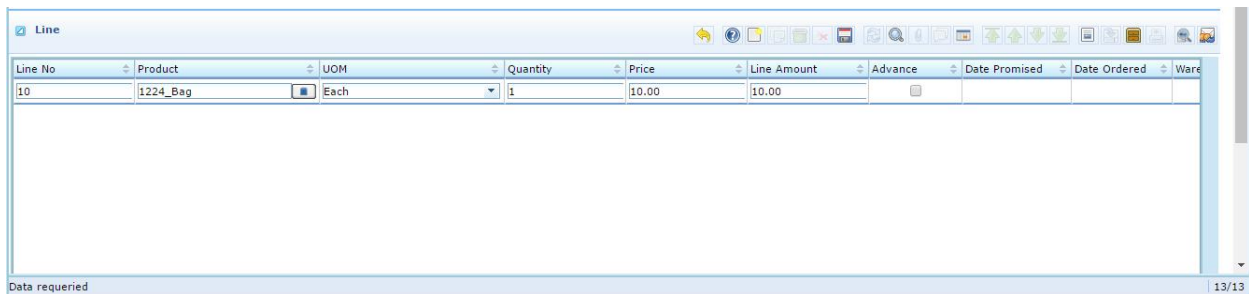 Line
Line No Product UOM Quantity Price Line Amount Advance Date Promised Date Ordered Ware
10 1224_Bag Each 1 10.00 10.00
Data requeried 13/13